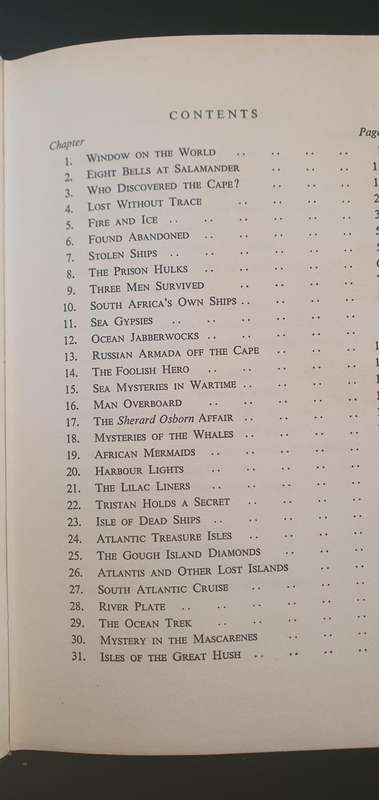 CONTENTS
Chapter
1. WINDOW ON THE WORLD .. .. .. ..
2. EIGHT BELLS AT SALAMANDER .. .. ..
3. WHO DISCOVERED THE CAPE? .. .. ..
4. LOST WITHOUT TRACE .. .. .. ..
5. FIRE AND ICE .. .. .. .. ..
6. FOUND ABANDONED .. .. .. .. ..
7. STOLEN SHIPS .. .. .. .. ..
8. THE PRISON HULKS .. .. .. .. ..
9. THREE MEN SURVIVED .. .. .. ..
10. SOUTH AFRICA'S OWN SHIPS .. .. .. ..
11. SEA GYPSIES .. .. .. .. ..
12. OCEAN JABBERWOCKS .. .. .. .. ..
13. RUSSIAN ARMADA OFF THE CAPE .. .. ..
14. THE FOOLISH HERO .. .. .. .. ..
15. SEA MYSTERIES IN WARTIME .. .. .. ..
16. MAN OVERBOARD .. .. .. .. ..
17. THE Sherard Osborn AFFAIR .. .. .. ..
18. MYSTERIES OF THE WHALES .. .. .. ..
19. AFRICAN MERMAIDS .. .. .. .. ..
20. HARBOUR LIGHTS .. .. .. .. ..
21. THE LILAC LINERS .. .. .. .. ..
22. TRISTAN HOLDS A SECRET .. .. .. ..
23. ISLE OF DEAD SHIPS .. .. .. .. ..
24. ATLANTIC TREASURE ISLES .. .. .. ..
25. THE GOUGH ISLAND DIAMONDS .. .. ..
26. ATLANTIS AND OTHER LOST ISLANDS .. ..
27. SOUTH ATLANTIC CRUISE .. .. .. ..
28. RIVER PLATE .. .. .. .. .. ..
29. THE OCEAN TREK .. .. .. .. ..
30. MYSTERY IN THE MASCARENES .. .. ..
31. ISLES OF THE GREAT HUSH .. .. .. ..